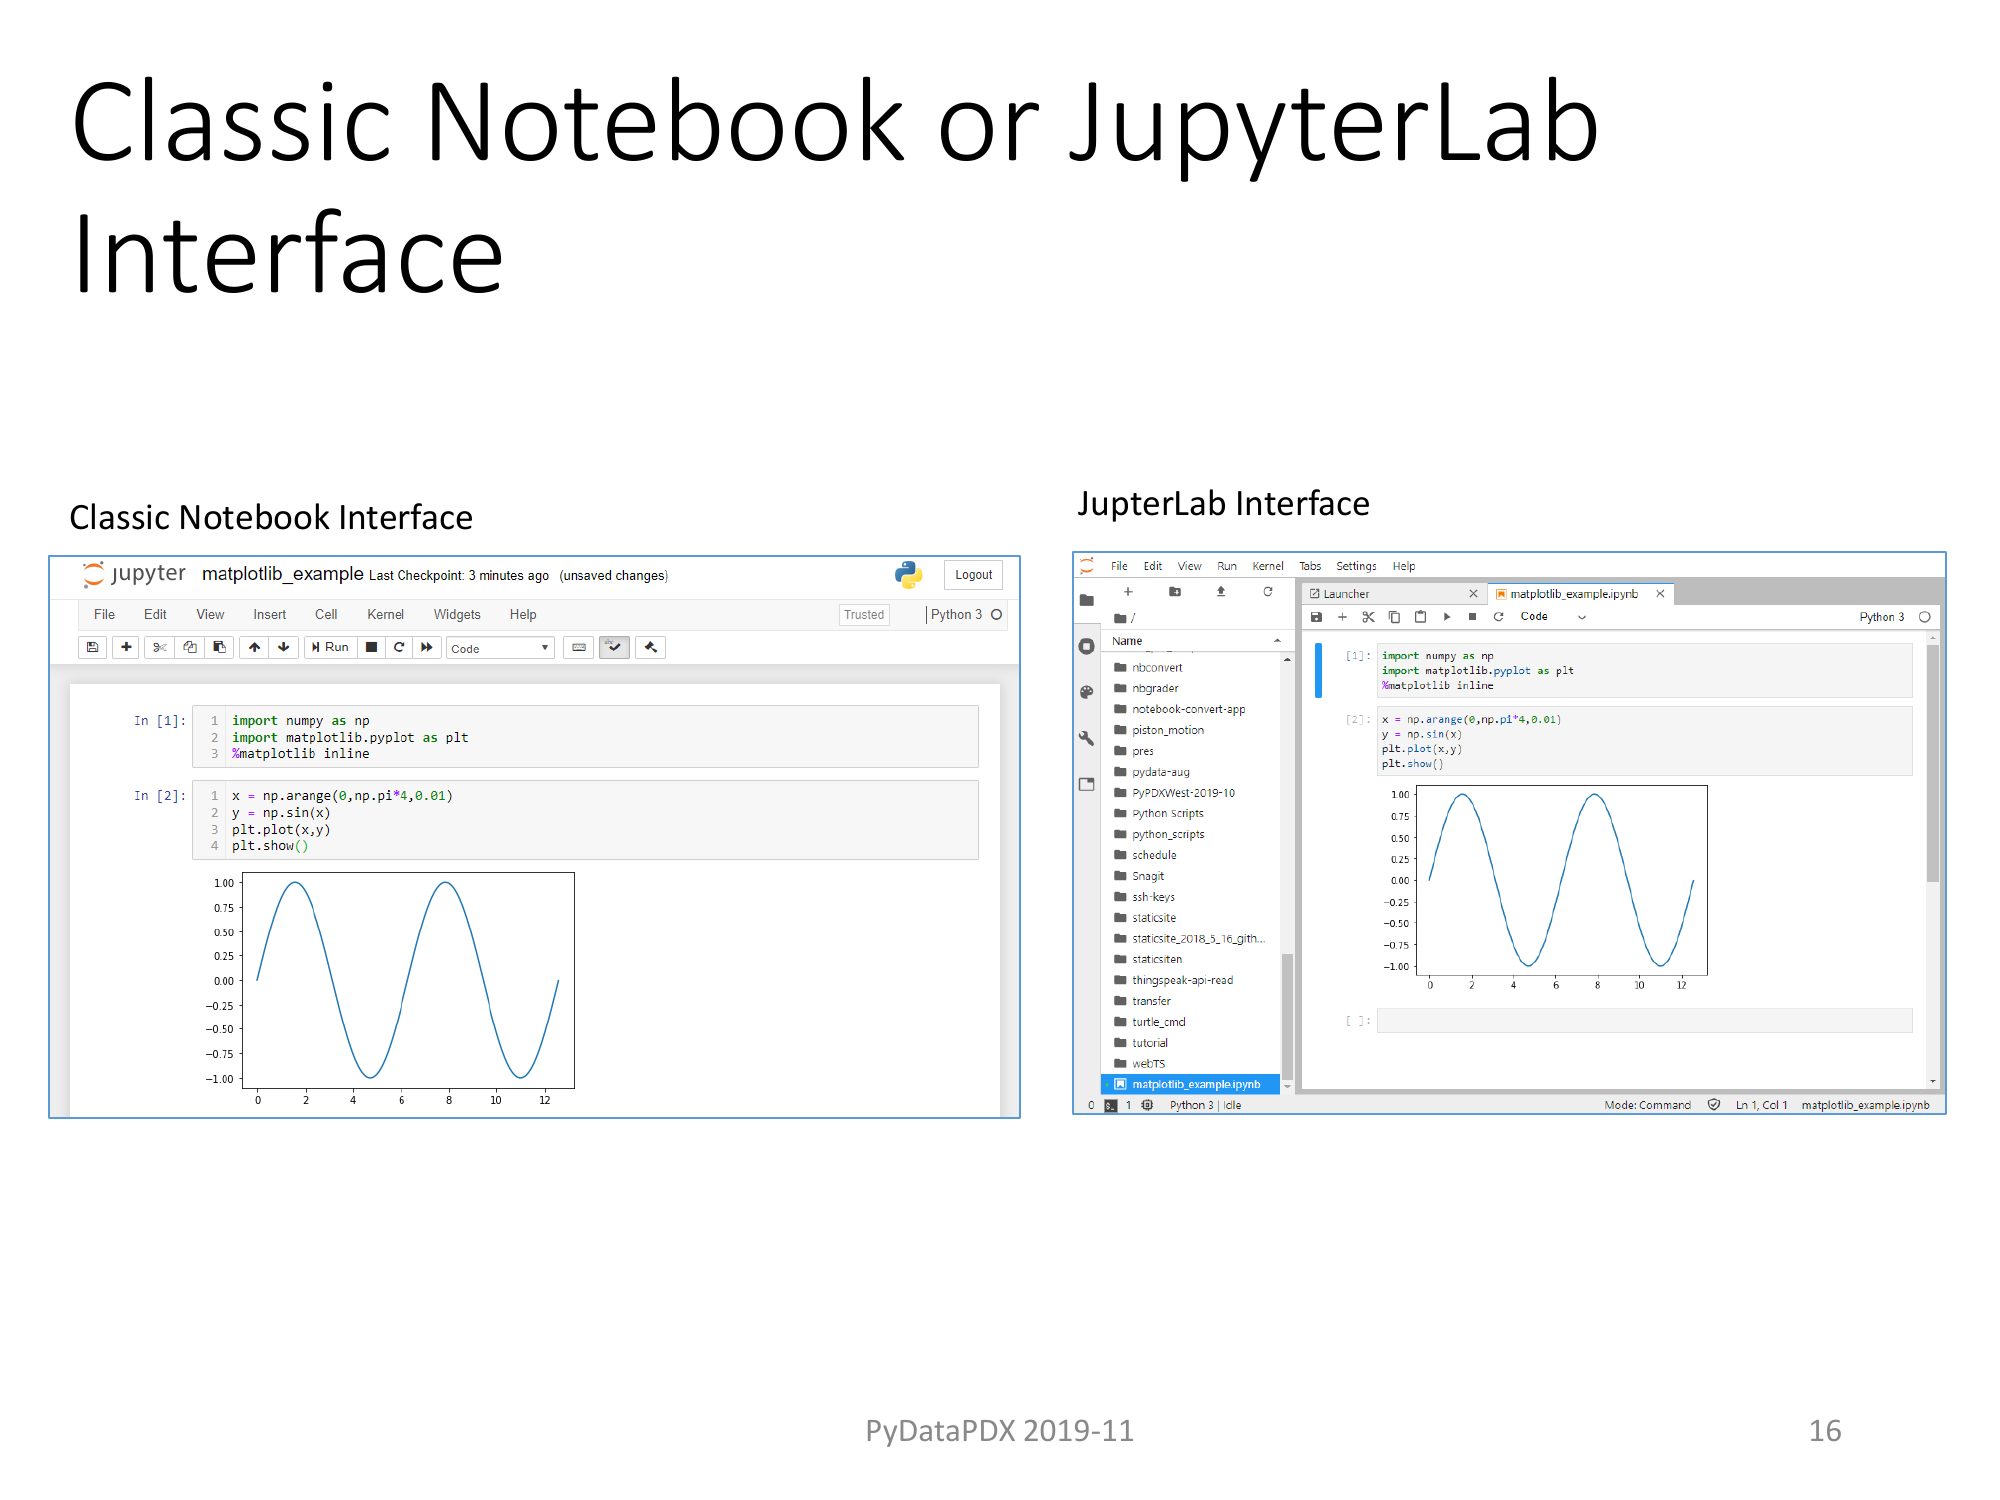 Classic Notebook or JupyterLab
Interface
Classic Notebook Interface
jupyter matplotlib_example Last Checkpoint: 3 minutes ago (unsaved changes)
Logout
File Edit View Insert Cell Kernel Widgets Help
Trusted
Python 3
Run
Code
In [1]:
1 import numpy as np
2 import matplotlib.pyplot as plt
3 %matplotlib inline
In [2]:
1 x = np.arange(0,np.pi*4,0.01)
2 y = np.sin(x)
3 plt.plot(x,y)
4 plt.show()
1.00
0.75
0.50
0.25
0.00
−0.25
−0.50
−0.75
−1.00
0 2 4 6 8 10 12
JupterLab Interface
File Edit View Run Kernel Tabs Settings Help
/
Name
nbconvert
nbgrader
notebook-convert-app
piston_motion
pres
pydata-aug
PyPDXWest-2019-10
Python Scripts
python_scripts
schedule
Snagit
ssh-keys
staticsite
staticsite_2018_5_16_gith...
staticsiten
thingspeak-api-read
transfer
turtle_cmd
tutorial
webTS
matplotlib_example.ipynb
Launcher
matplotlib_example.ipynb
Code
Python 3
[1]:
import numpy as np
import matplotlib.pyplot as plt
%matplotlib inline
[2]:
x = np.arange(0,np.pi*4,0.01)
y = np.sin(x)
plt.plot(x,y)
plt.show()
1.00
0.75
0.50
0.25
0.00
−0.25
−0.50
−0.75
−1.00
0 2 4 6 8 10 12
[ ]:
0 1 Python 3 | Idle
Mode: Command Ln 1, Col 1 matplotlib_example.ipynb
PyDataPDX 2019-11
16